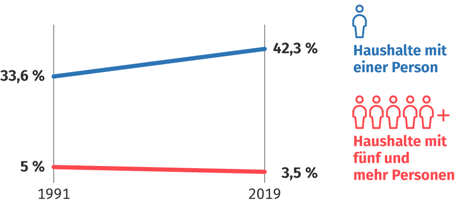 42,3 %
33,6 %
5 %
3,5 %
1991
2019
Haushalte mit
einer Person
+
Haushalte mit
fünf und
mehr Personen